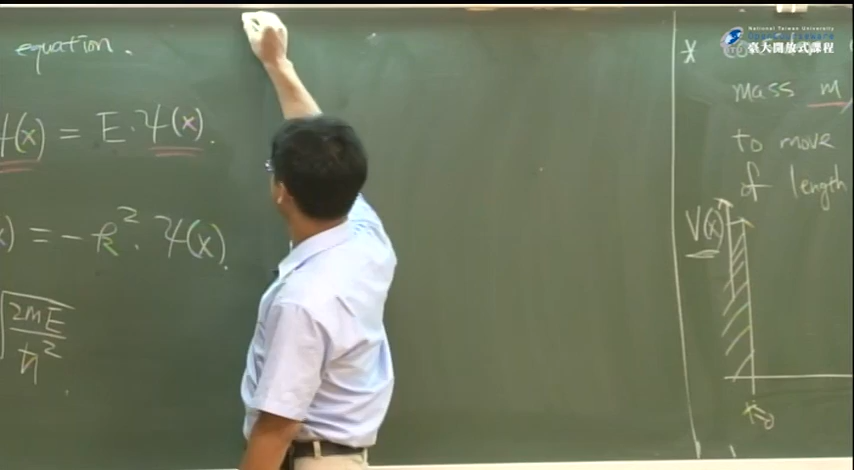 equation.
ψ(x) = E·ψ(x).
x) = -k²·ψ(x).
√2mE/ħ²
*
mass m
to move
of length
V(x)
National Taiwan University
臺大開放式課程